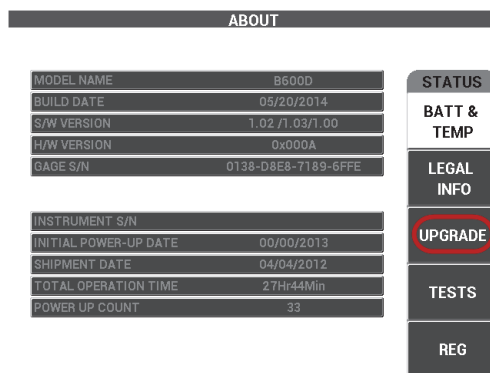 ABOUT
MODEL NAME B600D
BUILD DATE 05/20/2014
S/W VERSION 1.02 /1.03/1.00
H/W VERSION 0x000A
GAGE S/N 0138-D8E8-7189-6FFE
INSTRUMENT S/N
INITIAL POWER-UP DATE 00/00/2013
SHIPMENT DATE 04/04/2012
TOTAL OPERATION TIME 27Hr44Min
POWER UP COUNT 33
STATUS
BATT &
TEMP
LEGAL
INFO
UPGRADE
TESTS
REG